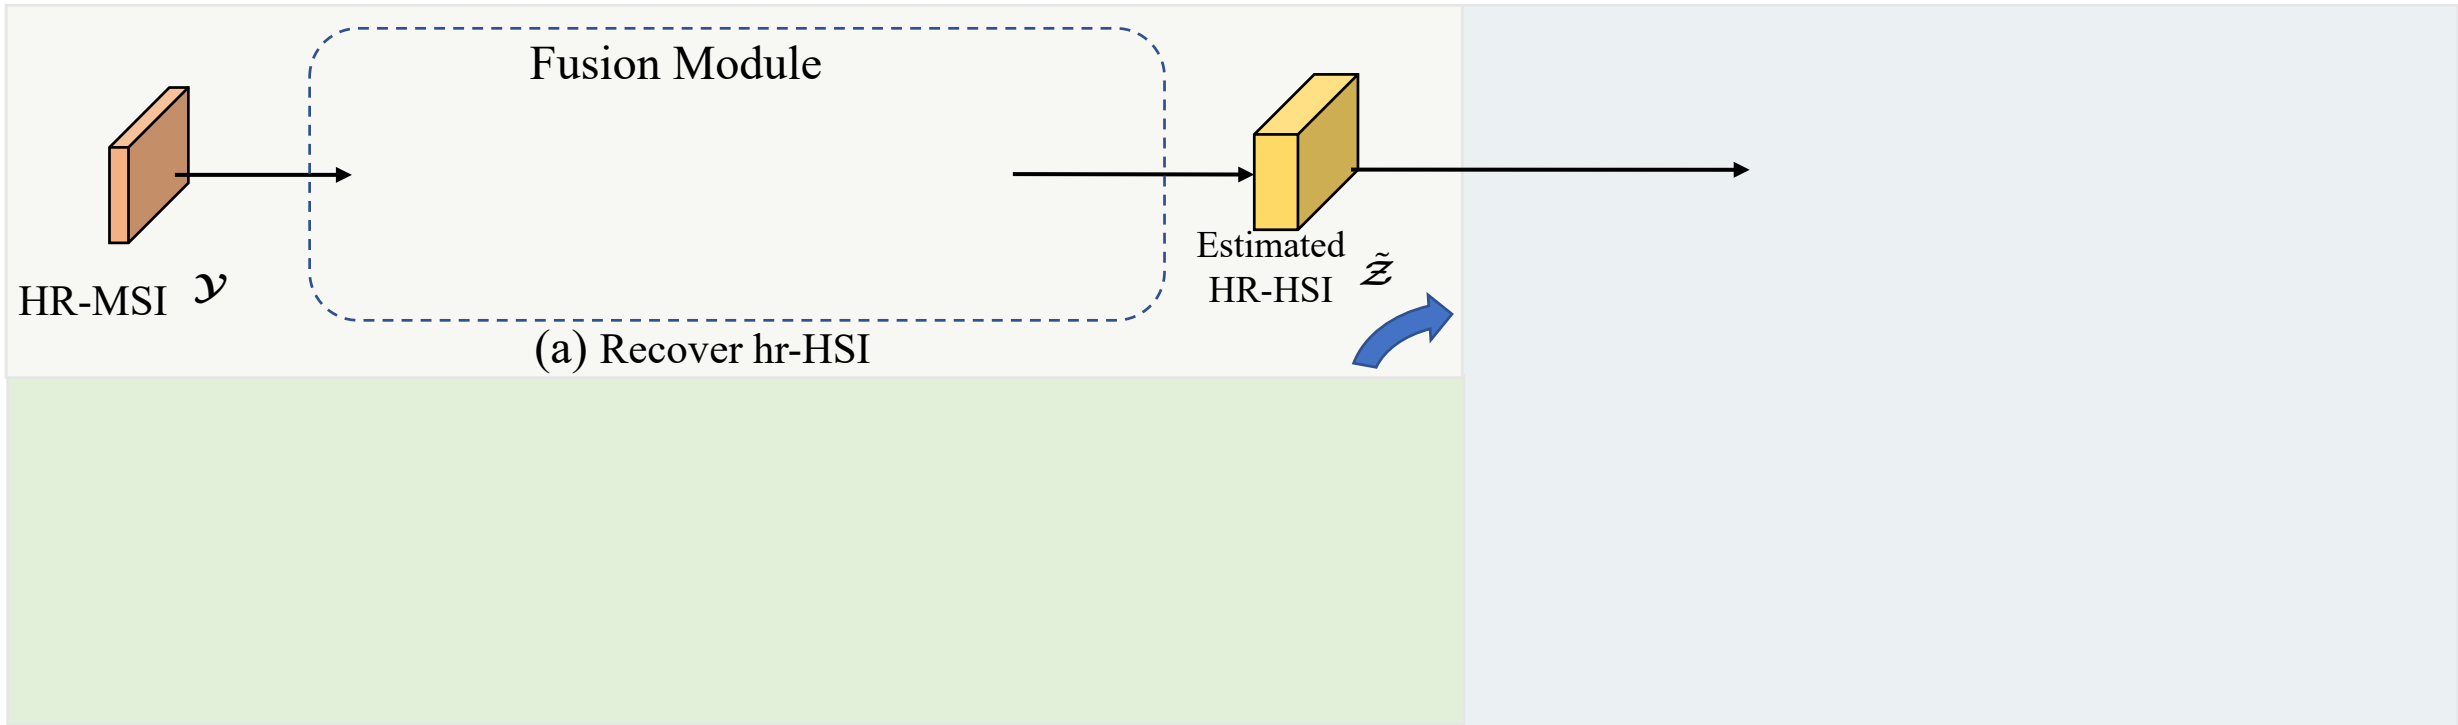 Fusion Module
HR-MSI 𝒴
Estimated
HR-HSI 𝒵̃
(a) Recover hr-HSI